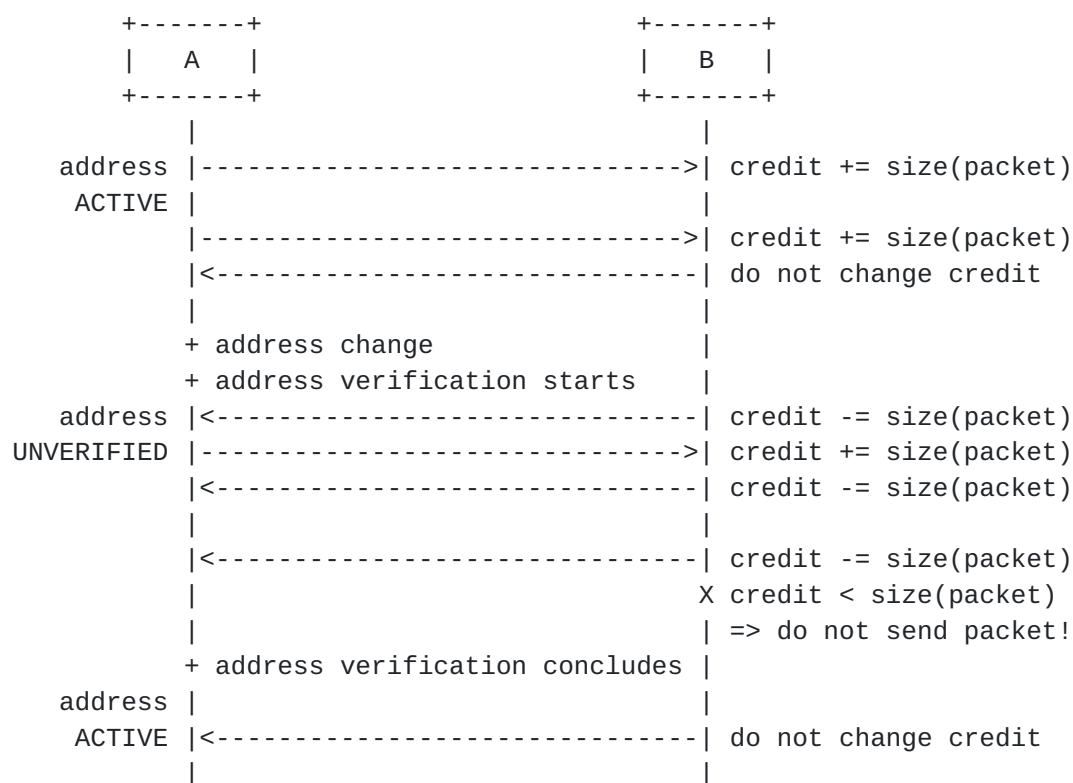 +-------+                        +-------+
|   A   |                        |   B   |
+-------+                        +-------+
    |                                |
address |------------------------------->| credit += size(packet)
ACTIVE |                                |
|------------------------------->| credit += size(packet)
|<-------------------------------| do not change credit
|                                |
+ address change                 |
+ address verification starts    |
address |<-------------------------------| credit -= size(packet)
UNVERIFIED |------------------------------->| credit += size(packet)
|<-------------------------------| credit -= size(packet)
|                                |
|<-------------------------------| credit -= size(packet)
|                                X credit < size(packet)
|                                | => do not send packet!
+ address verification concludes |
address |                                |
ACTIVE |<-------------------------------| do not change credit
|                                |